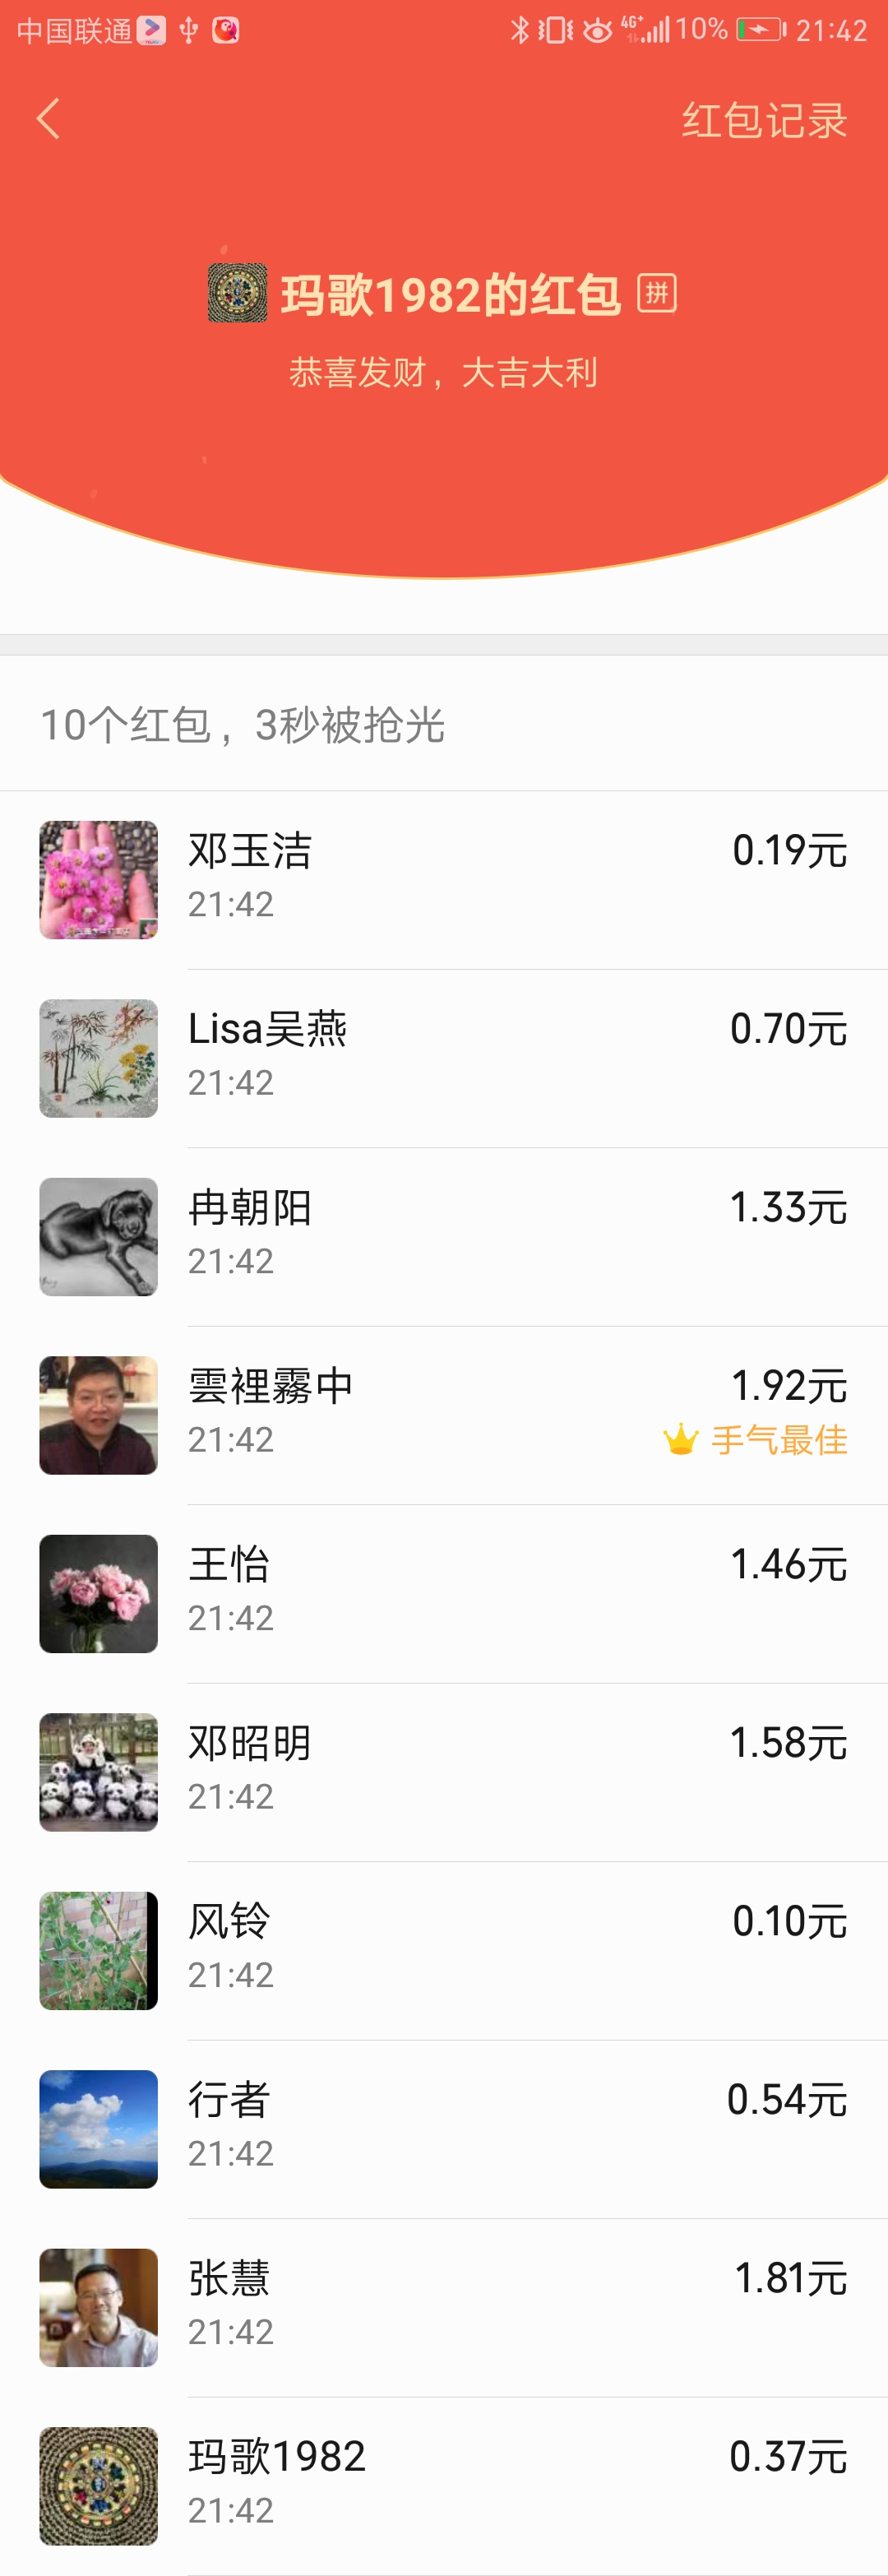 中国联通 4G+ 10% 21:42
红包记录
玛歌1982的红包 拼
恭喜发财，大吉大利
10个红包，3秒被抢光
邓玉洁 0.19元
21:42
Lisa吴燕 0.70元
21:42
冉朝阳 1.33元
21:42
雲裡霧中 1.92元
21:42 手气最佳
王怡 1.46元
21:42
邓昭明 1.58元
21:42
风铃 0.10元
21:42
行者 0.54元
21:42
张慧 1.81元
21:42
玛歌1982 0.37元
21:42